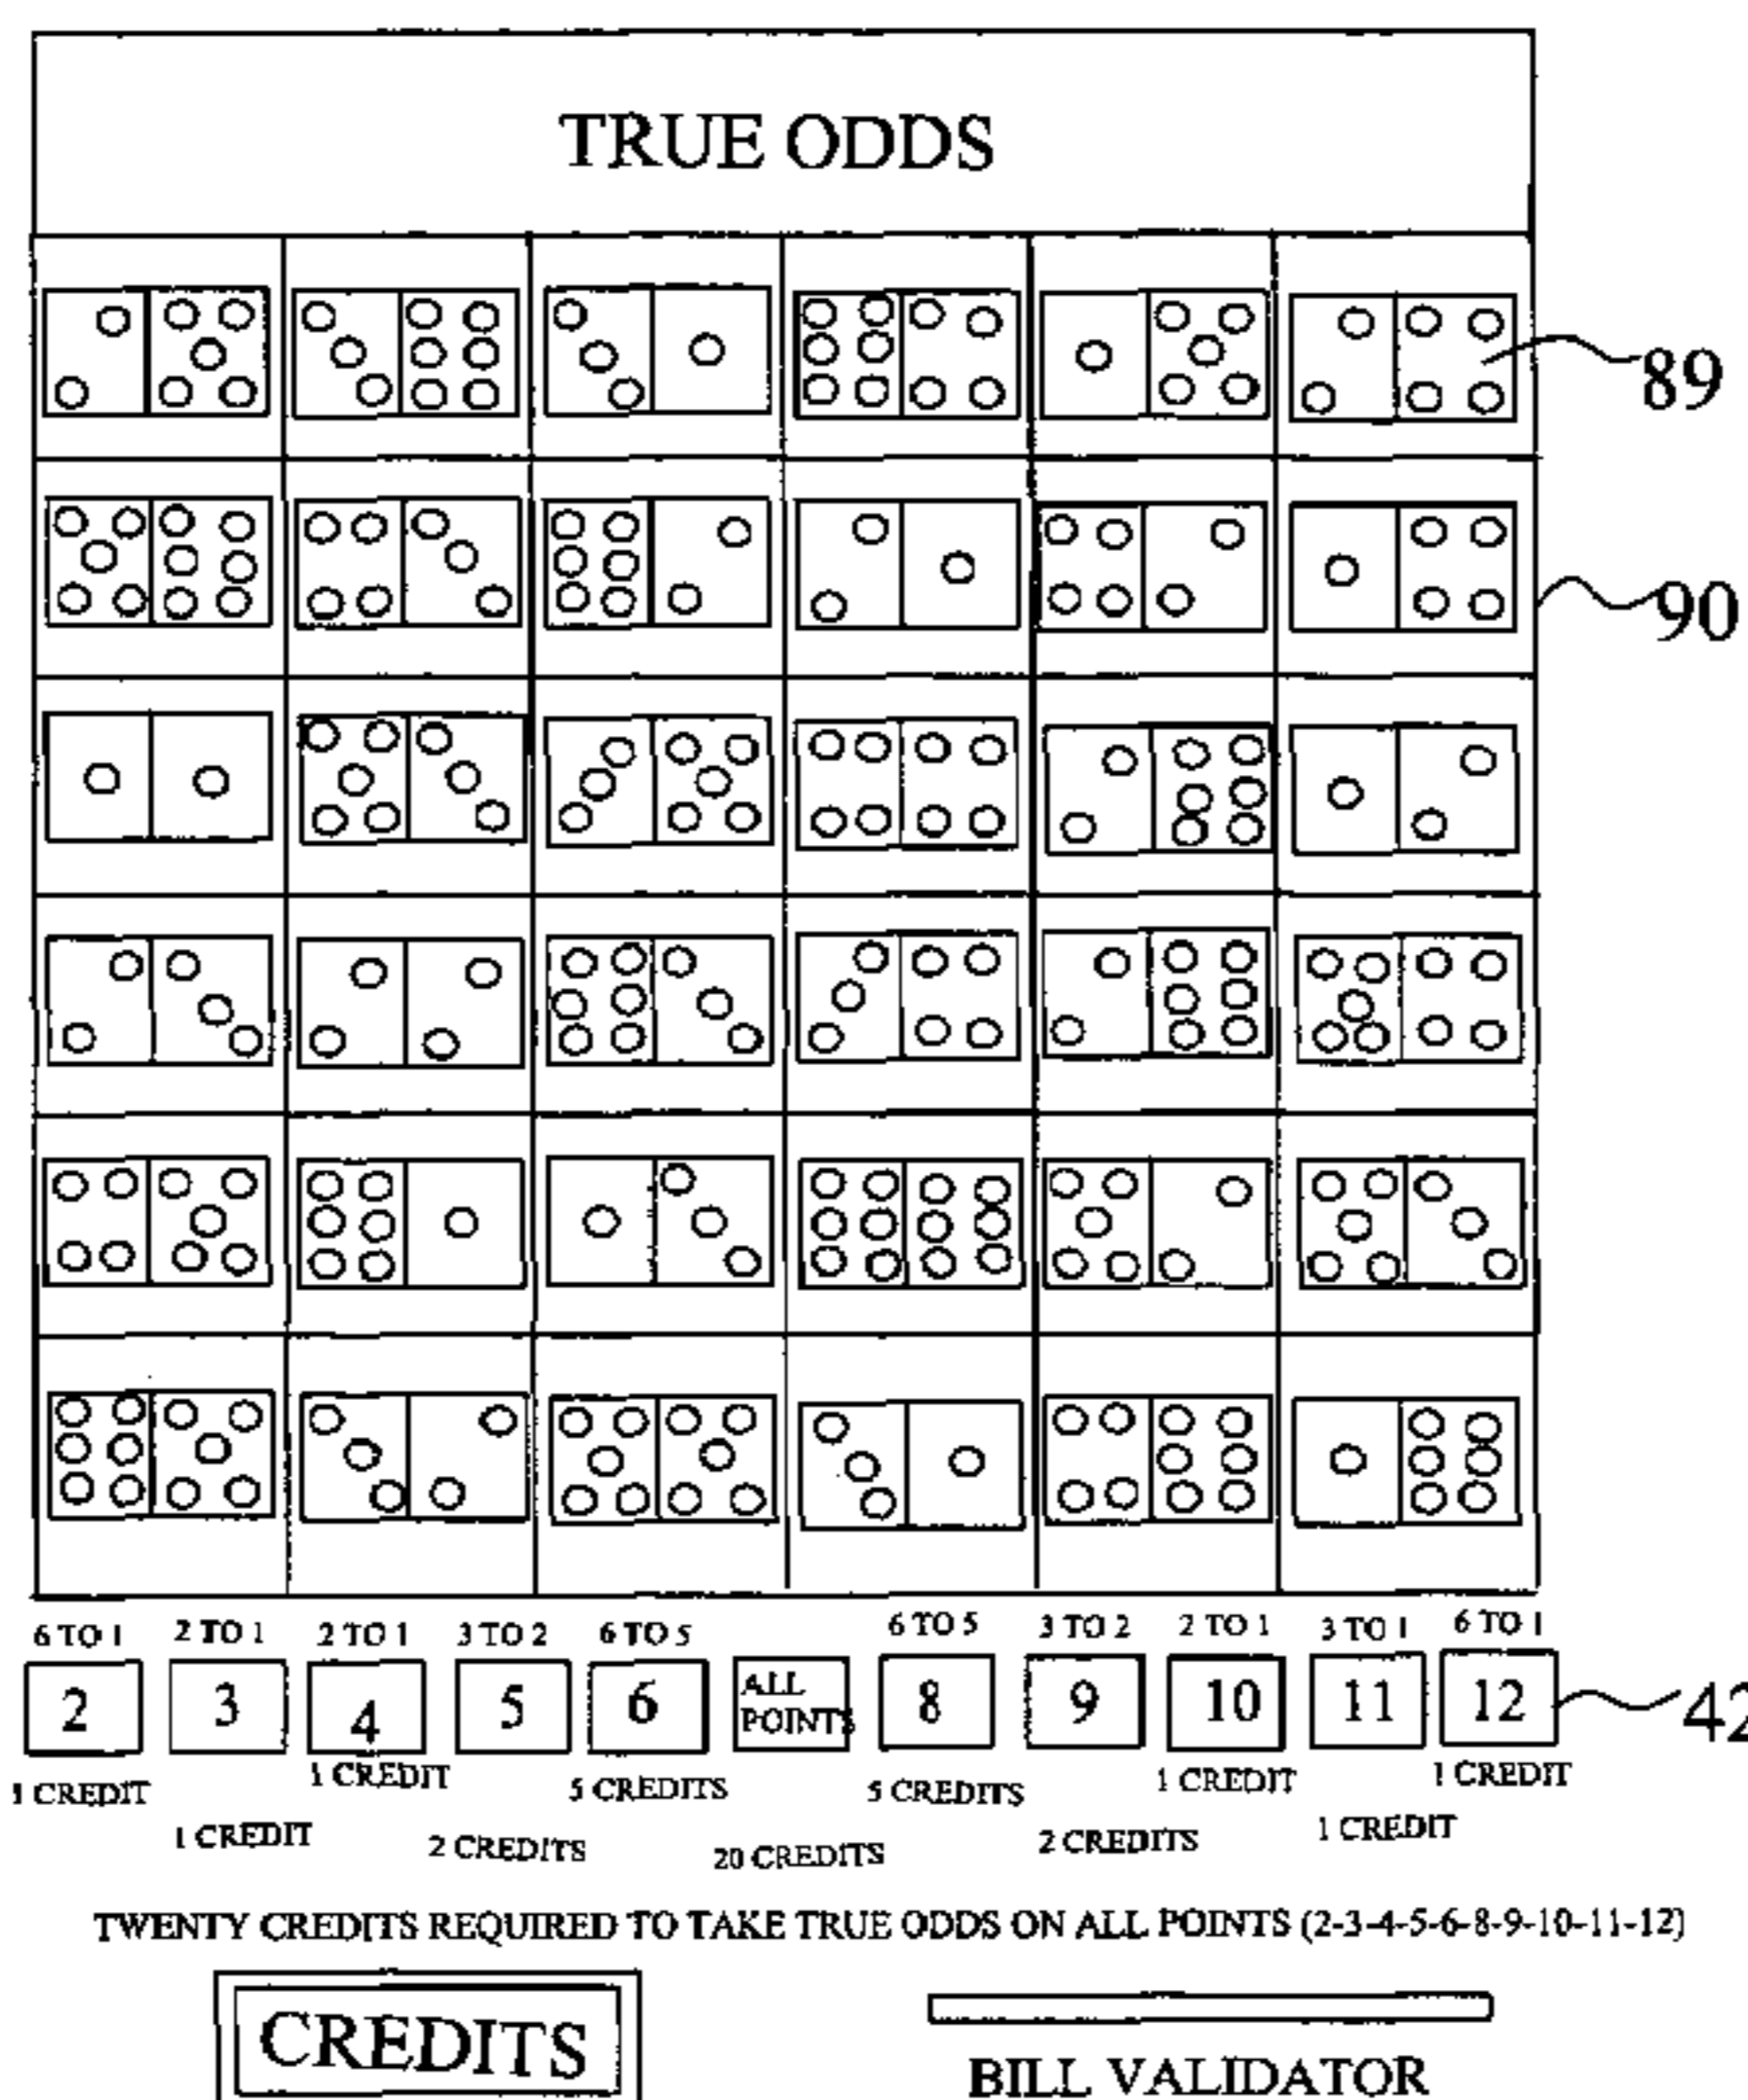 TRUE ODDS
89
90
6 TO 1 2 TO 1 2 TO 1 3 TO 2 6 TO 5 6 TO 5 3 TO 2 2 TO 1 3 TO 1 6 TO 1
2 3 4 5 6 ALL POINTS 8 9 10 11 12 42
1 CREDIT 1 CREDIT 5 CREDITS 5 CREDITS 1 CREDIT 1 CREDIT
1 CREDIT 2 CREDITS 20 CREDITS 2 CREDITS 1 CREDIT
TWENTY CREDITS REQUIRED TO TAKE TRUE ODDS ON ALL POINTS (2-3-4-5-6-8-9-10-11-12)
CREDITS
BILL VALIDATOR